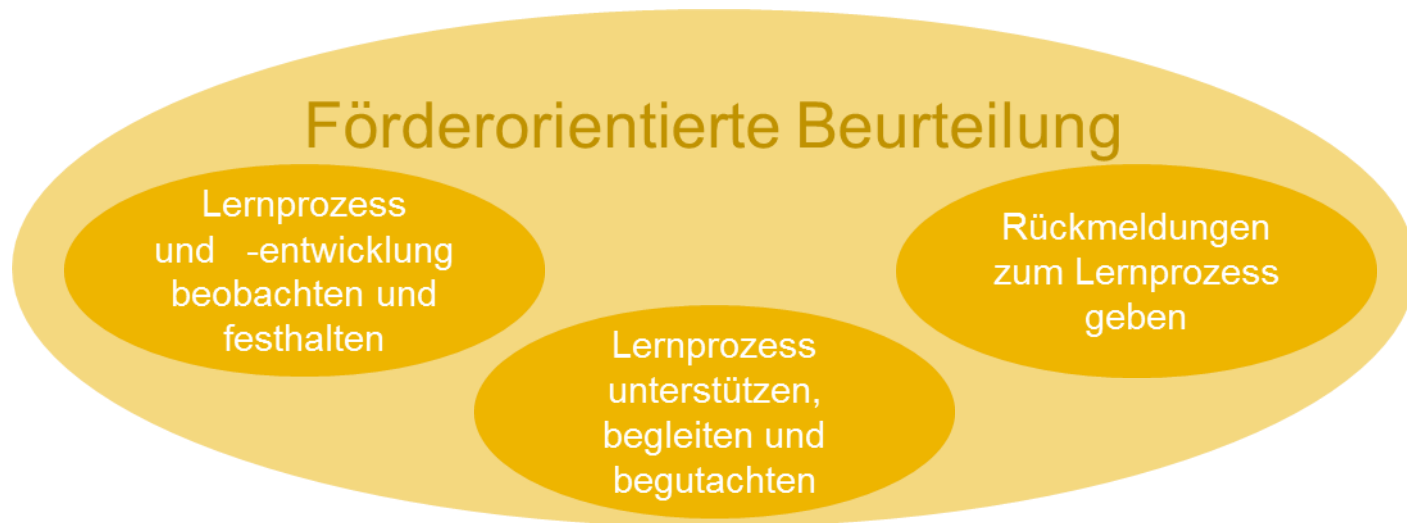 Förderorientierte Beurteilung
Lernprozess
und -entwicklung
beobachten und
festhalten
Lernprozess
unterstützen,
begleiten und
begutachten
Rückmeldungen
zum Lernprozess
geben